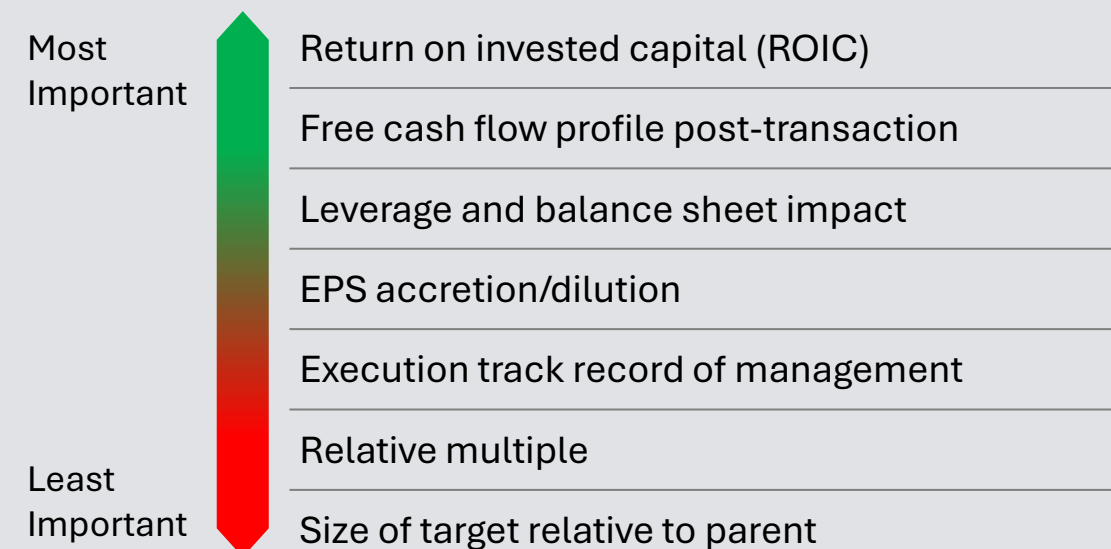 Most
Important
Return on invested capital (ROIC)
Free cash flow profile post-transaction
Leverage and balance sheet impact
EPS accretion/dilution
Execution track record of management
Relative multiple
Least
Important
Size of target relative to parent